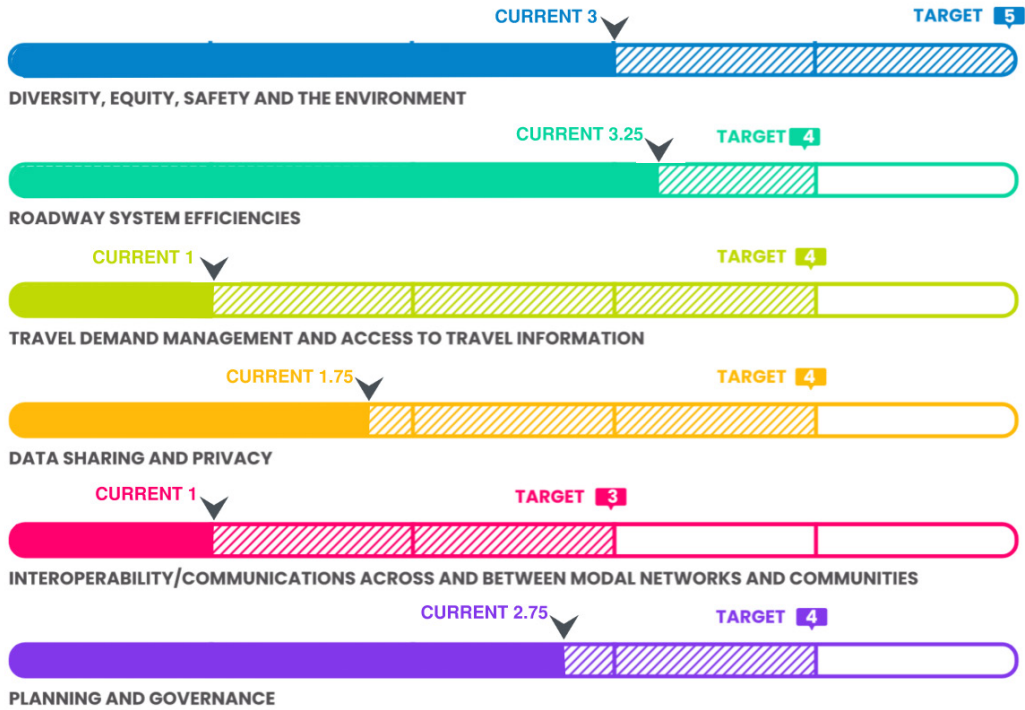 CURRENT 3 TARGET 5
DIVERSITY, EQUITY, SAFETY AND THE ENVIRONMENT
CURRENT 3.25 TARGET 4
ROADWAY SYSTEM EFFICIENCIES
CURRENT 1 TARGET 4
TRAVEL DEMAND MANAGEMENT AND ACCESS TO TRAVEL INFORMATION
CURRENT 1.75 TARGET 4
DATA SHARING AND PRIVACY
CURRENT 1 TARGET 3
INTEROPERABILITY/COMMUNICATIONS ACROSS AND BETWEEN MODAL NETWORKS AND COMMUNITIES
CURRENT 2.75 TARGET 4
PLANNING AND GOVERNANCE